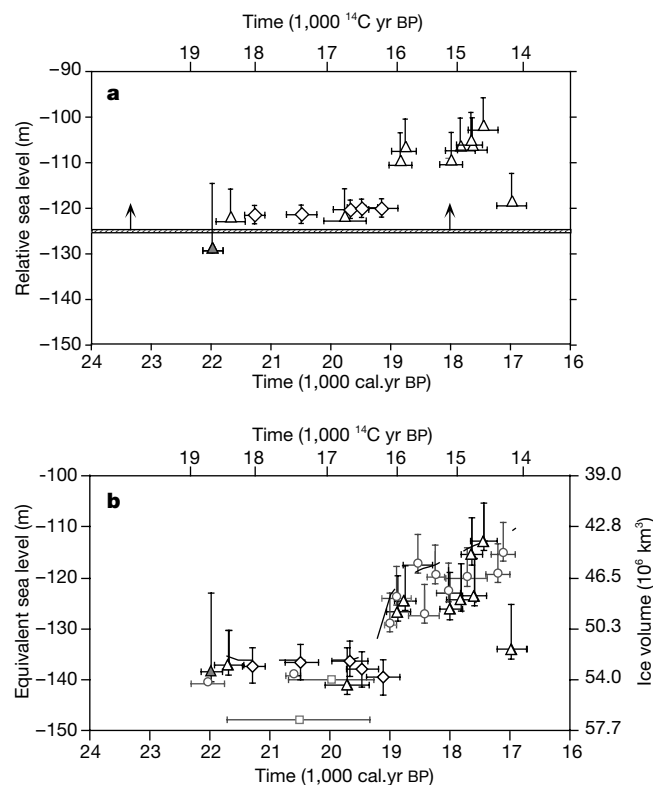 Time (1,000 ¹⁴C yr BP)
19 18 17 16 15 14
a
Relative sea level (m)
−90
−100
−110
−120
−130
−140
−150
24 23 22 21 20 19 18 17 16
Time (1,000 cal.yr BP)
Time (1,000 ¹⁴C yr BP)
19 18 17 16 15 14
b
Equivalent sea level (m)
−100
−110
−120
−130
−140
−150
39.0
42.8
46.5
50.3
54.0
57.7
Ice volume (10⁶ km³)
24 23 22 21 20 19 18 17 16
Time (1,000 cal.yr BP)